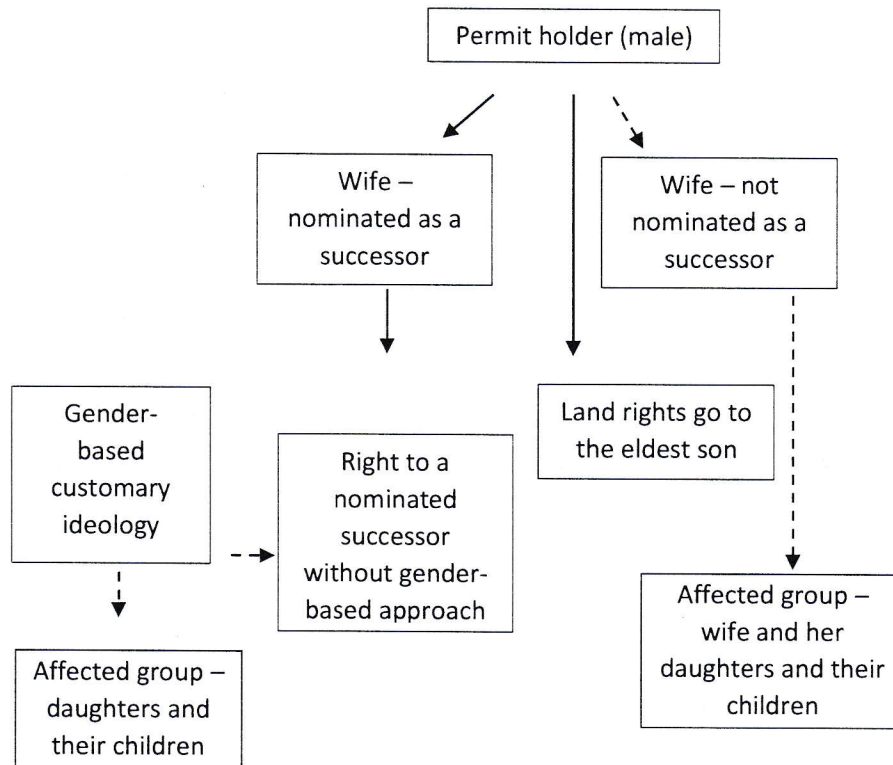 Permit holder (male)
Wife –
nominated as a
successor
Wife – not
nominated as a
successor
Gender-
based
customary
ideology
Right to a
nominated
successor
without gender-
based approach
Land rights go to
the eldest son
Affected group –
daughters and
their children
Affected group –
wife and her
daughters and their
children